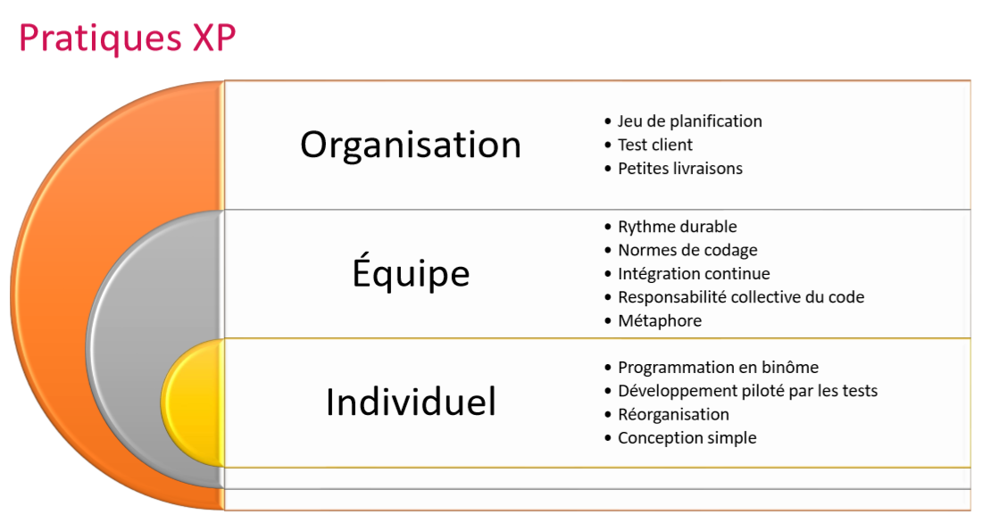 Pratiques XP
Organisation
• Jeu de planification
• Test client
• Petites livraisons
Équipe
• Rythme durable
• Normes de codage
• Intégration continue
• Responsabilité collective du code
• Métaphore
Individuel
• Programmation en binôme
• Développement piloté par les tests
• Réorganisation
• Conception simple